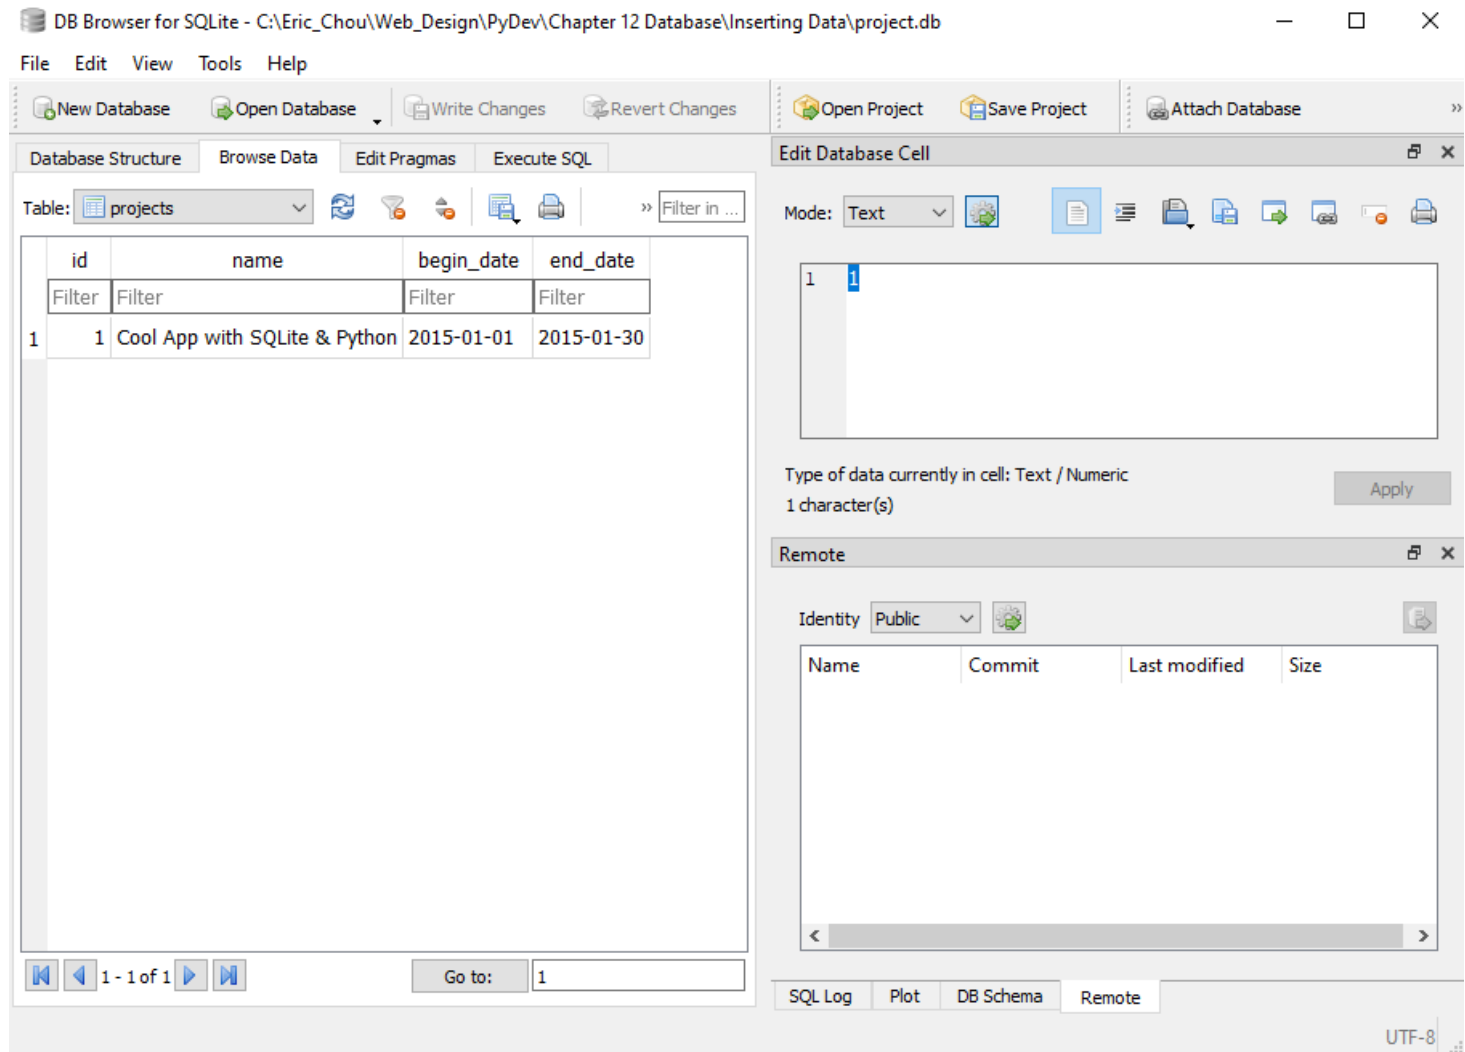 DB Browser for SQLite - C:\Eric_Chou\Web_Design\PyDev\Chapter 12 Database\Inserting Data\project.db
File Edit View Tools Help
New Database Open Database Write Changes Revert Changes Open Project Save Project Attach Database »
Database Structure Browse Data Edit Pragmas Execute SQL
Table: projects » Filter in ...
id name begin_date end_date
Filter Filter Filter Filter
1 1 Cool App with SQLite & Python 2015-01-01 2015-01-30
1 - 1 of 1 Go to: 1
Edit Database Cell
Mode: Text
1 1
Type of data currently in cell: Text / Numeric
1 character(s)
Apply
Remote
Identity Public
Name Commit Last modified Size
SQL Log Plot DB Schema Remote
UTF-8